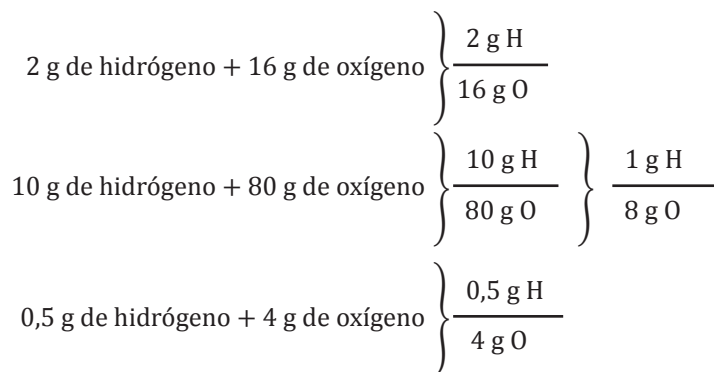 2 g de hidrógeno + 16 g de oxígeno 2 g H
16 g O
10 g de hidrógeno + 80 g de oxígeno 10 g H 1 g H
80 g O 8 g O
0,5 g de hidrógeno + 4 g de oxígeno 0,5 g H
4 g O